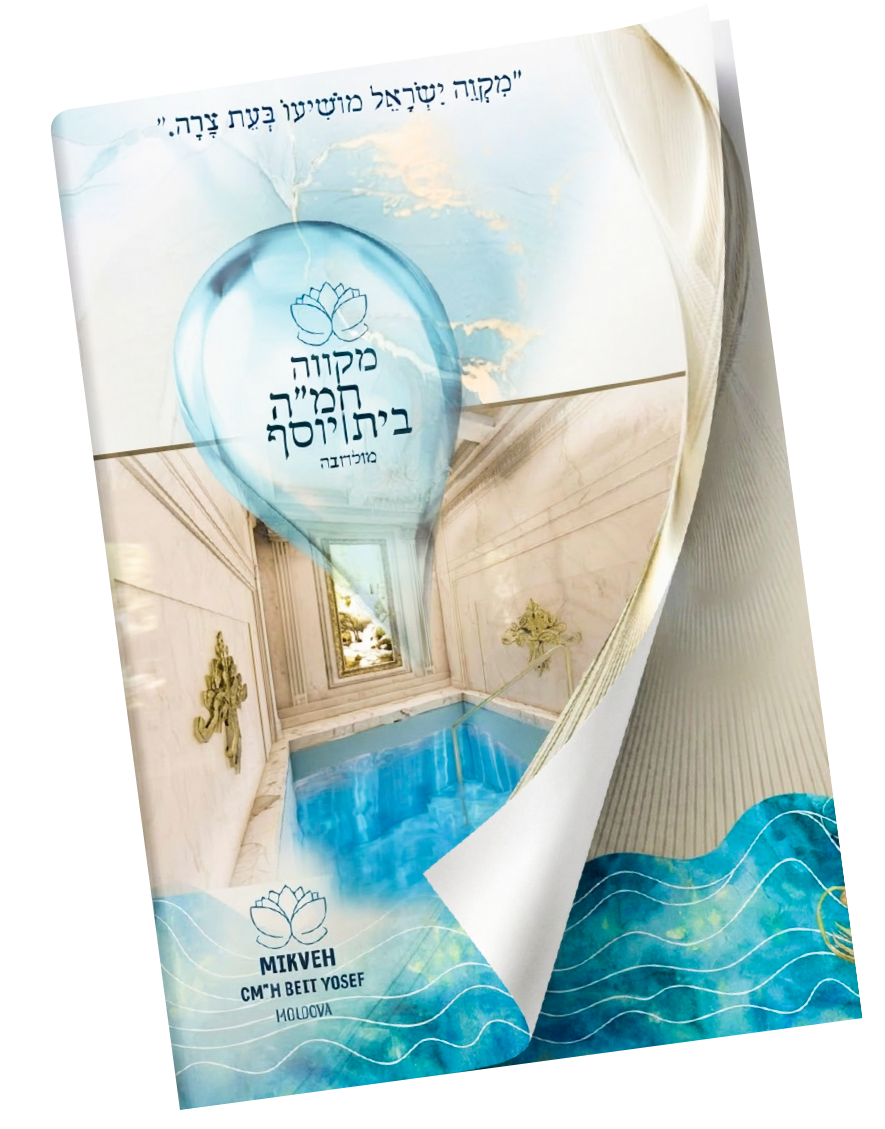 "מִקְוֵה יִשְׂרָאֵל מוֹשִׁיעוֹ בְּעֵת צָרָה."
מקווה
חמ"ה
בית יוסף
מולדובה
MIKVEH
CM"H BEIT YOSEF
MOLDOVA